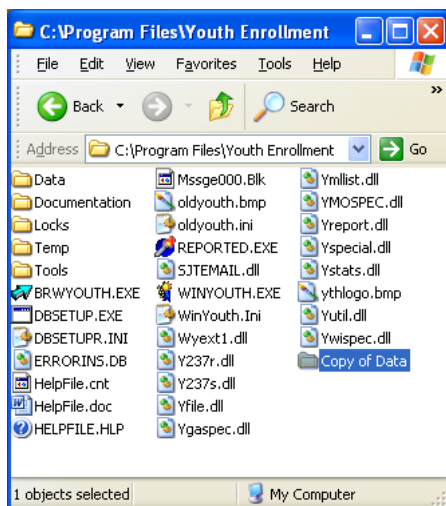 C:\Program Files\Youth Enrollment
File Edit View Favorites Tools Help
Back Search »
Address C:\Program Files\Youth Enrollment Go
Data
Documentation
Locks
Temp
Tools
BRWYOUTH.EXE
DBSETUP.EXE
DBSETUPR.INI
ERRORINS.DB
HelpFile.cnt
HelpFile.doc
HELPFILE.HLP
Mssge000.Blk
oldyouth.bmp
oldyouth.ini
REPORTED.EXE
SJTEMAIL.dll
WINYOUTH.EXE
WinYouth.Ini
Wyext1.dll
Y237r.dll
Y237s.dll
Yfile.dll
Ygaspec.dll
Ymllist.dll
YMOSPEC.dll
Yreport.dll
Yspecial.dll
Ystats.dll
ythlogo.bmp
Yutil.dll
Ywispec.dll
Copy of Data
1 objects selected My Computer